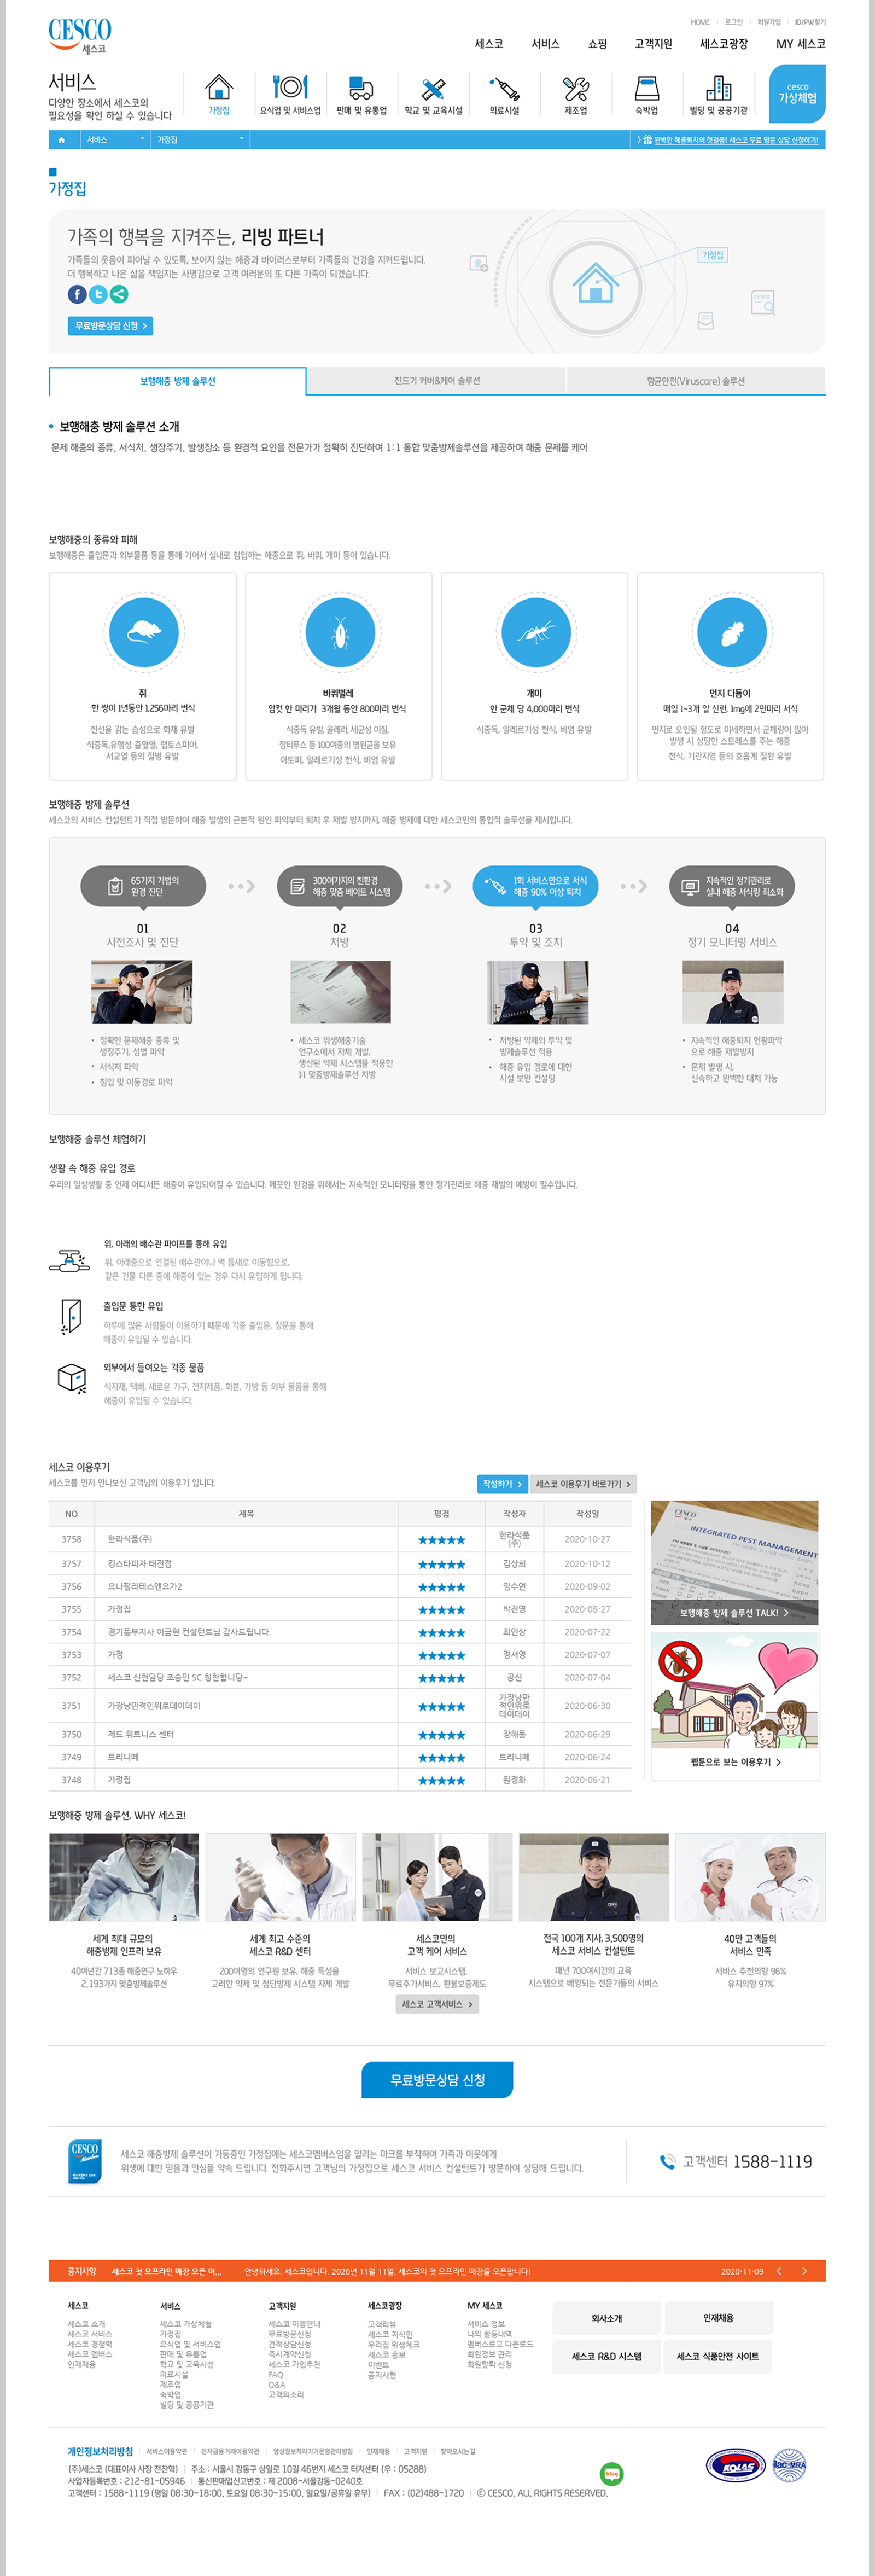 CESCO
세스코
HOME 로그인 회원가입 ID/PW찾기
세스코 서비스 쇼핑 고객지원 세스코광장 MY 세스코
서비스
다양한 장소에서 세스코의
필요성을 확인 하실 수 있습니다
가정집 요식업 및 서비스업 판매 및 유통업 학교 및 교육시설 의료시설 제조업 숙박업 빌딩 및 공공기관
cesco
가상체험
서비스 가정집 완벽한 해충퇴치의 첫걸음! 세스코 무료 방문 상담 신청하기!
가정집
가족의 행복을 지켜주는, 리빙 파트너
가족들의 웃음이 피어날 수 있도록, 보이지 않는 해충과 바이러스로부터 가족들의 건강을 지켜드립니다.
더 행복하고 나은 삶을 책임지는 사명감으로 고객 여러분의 또 다른 가족이 되겠습니다.
가정집
cesco
무료방문상담 신청
보행해충 방제 솔루션
진드기 커버&케어 솔루션
항균안전(Viruscare) 솔루션
보행해충 방제 솔루션 소개
문제 해충의 종류, 서식처, 생장주기, 발생장소 등 환경적 요인을 전문가가 정확히 진단하여 1:1 통합 맞춤방제솔루션을 제공하여 해충 문제를 케어
보행해충의 종류와 피해
보행해충은 출입문과 외부물품 등을 통해 기어서 실내로 침입하는 해충으로 쥐, 바퀴, 개미 등이 있습니다.
쥐
한 쌍이 1년동안 1,256마리 번식
전선을 갉는 습성으로 화재 유발
식중독,유행성 출혈열, 렙토스피라,
서교열 등의 질병 유발
바퀴벌레
암컷 한 마리가 3개월 동안 800마리 번식
식중독 유발, 콜레라, 세균성 이질,
장티푸스 등 100여종의 병원균을 보유
아토피, 알레르기성 천식, 비염 유발
개미
한 군체 당 4,000마리 번식
식중독, 알레르기성 천식, 비염 유발
먼지 다듬이
매일 1~3개 알 산란, 1mg에 2만마리 서식
먼지로 오인될 정도로 미세하면서 군체량이 많아
발생 시 상당한 스트레스를 주는 해충
천식, 기관지염 등의 호흡계 질환 유발
보행해충 방제 솔루션
세스코의 서비스 컨설턴트가 직접 방문하여 해충 발생의 근본적 원인 파악부터 퇴치 후 재발 방지까지, 해충 방제에 대한 세스코만의 통합적 솔루션을 제시합니다.
65가지 기법의
환경 진단
300여가지의 친환경
해충 맞춤 베이트 시스템
1회 서비스만으로 서식
해충 90% 이상 퇴치
지속적인 정기관리로
실내 해충 서식량 최소화
01
사전조사 및 진단
02
처방
03
투약 및 조치
04
정기 모니터링 서비스
정확한 문제해충 종류 및
생장주기, 성별 파악
서식처 파악
침입 및 이동경로 파악
세스코 위생해충기술
연구소에서 자체 개발,
생산된 약제 시스템을 적용한
1:1 맞춤방제솔루션 처방
처방된 약제의 투약 및
방제솔루션 적용
해충 유입 경로에 대한
시설 보완 컨설팅
지속적인 해충퇴치 현황파악
으로 해충 재발방지
문제 발생 시,
신속하고 완벽한 대처 가능
보행해충 솔루션 체험하기
생활 속 해충 유입 경로
우리의 일상생활 중 언제 어디서든 해충이 유입되어질 수 있습니다. 깨끗한 환경을 위해서는 지속적인 모니터링을 통한 정기관리로 해충 재발의 예방이 필수입니다.
위, 아래의 배수관 파이프를 통해 유입
위, 아래층으로 연결된 배수관이나 벽 틈새로 이동함으로,
같은 건물 다른 층에 해충이 있는 경우 다시 유입하게 됩니다.
출입문 통한 유입
하루에 많은 사람들이 이용하기 때문에 각종 출입문, 창문을 통해
해충이 유입될 수 있습니다.
외부에서 들여오는 각종 물품
식자재, 택배, 새로운 가구, 전자제품, 화분, 가방 등 외부 물품을 통해
해충이 유입될 수 있습니다.
세스코 이용후기
세스코를 먼저 만나보신 고객님의 이용후기 입니다.
작성하기 세스코 이용후기 바로가기
NO 제목 평점 작성자 작성일
3758 한라식품(주) ★★★★★ 한라식품(주) 2020-10-27
3757 킹스타피자 태전점 ★★★★★ 김상희 2020-10-12
3756 요나필라테스앤요가2 ★★★★★ 임수연 2020-09-02
3755 가정집 ★★★★★ 박진영 2020-08-27
3754 경기동부지사 이금현 컨설턴트님 감사드립니다. ★★★★★ 최인상 2020-07-22
3753 가정 ★★★★★ 정서영 2020-07-07
3752 세스코 신천담당 조승민 SC 칭찬합니당~ ★★★★★ 공신 2020-07-04
3751 가장낭만적인위로데이데이 ★★★★★ 가장낭만적인위로데이데이 2020-06-30
3750 제드 휘트니스 센터 ★★★★★ 장해동 2020-06-29
3749 트리니떼 ★★★★★ 트리니떼 2020-06-24
3748 가정집 ★★★★★ 원정화 2020-06-21
CESCO
INTEGRATED PEST MANAGEMENT
보행해충 방제 솔루션 TALK!
웹툰으로 보는 이용후기
보행해충 방제 솔루션, WHY 세스코!
세계 최대 규모의
해충방제 인프라 보유
40여년간 713종 해충연구 노하우
2,193가지 맞춤방제솔루션
세계 최고 수준의
세스코 R&D 센터
200여명의 연구원 보유, 해충 특성을
고려한 약제 및 첨단방제 시스템 자체 개발
세스코만의
고객 케어 서비스
서비스 보고시스템,
무료추가서비스, 환불보증제도
세스코 고객서비스
전국 100개 지사, 3,500명의
세스코 서비스 컨설턴트
매년 700여시간의 교육
시스템으로 배양되는 전문가들의 서비스
40만 고객들의
서비스 만족
서비스 추천의향 96%
유지의향 97%
무료방문상담 신청
CESCO
Members
세스코 해충방제 솔루션이 가동중인 가정집에는 세스코멤버스임을 알리는 마크를 부착하여 가족과 이웃에게
위생에 대한 믿음과 안심을 약속 드립니다. 전화주시면 고객님의 가정집으로 세스코 서비스 컨설턴트가 방문하여 상담해 드립니다.
고객센터 1588-1119
공지사항 세스코 첫 오프라인 매장 오픈 이... 안녕하세요, 세스코입니다. 2020년 11월 11일, 세스코의 첫 오프라인 매장을 오픈합니다! 2020-11-09
세스코
세스코 소개
세스코 서비스
세스코 경쟁력
세스코 멤버스
인재채용
서비스
세스코 가상체험
가정집
요식업 및 서비스업
판매 및 유통업
학교 및 교육시설
의료시설
제조업
숙박업
빌딩 및 공공기관
고객지원
세스코 이용안내
무료방문신청
견적상담신청
즉시계약신청
세스코 가입추천
FAQ
Q&A
고객의소리
세스코광장
고객리뷰
세스코 지식인
우리집 위생체크
세스코 홍보
이벤트
공지사항
MY 세스코
서비스 정보
나의 활동내역
멤버스로고 다운로드
회원정보 관리
회원탈퇴 신청
회사소개 인재채용
세스코 R&D 시스템 세스코 식품안전 사이트
개인정보처리방침 서비스이용약관 전자금융거래이용약관 영상정보처리기기운영관리방침 인재채용 고객지원 찾아오시는길
(주)세스코 (대표이사 사장 전찬혁) 주소 : 서울시 강동구 상일로 10길 46번지 세스코 터치센터 (우 : 05288)
사업자등록번호 : 212-81-05946 통신판매업신고번호 : 제 2008-서울강동-0240호
고객센터 : 1588-1119 (평일 08:30~18:00, 토요일 08:30~15:00, 일요일/공휴일 휴무) FAX : (02)488-1720 ⓒ CESCO. ALL RIGHTS RESERVED.
blog
KOLAS
ilac-MRA